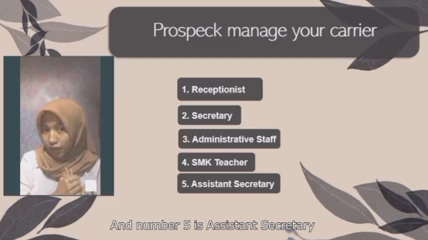 Prospeck manage your carrier
1. Receptionist
2. Secretary
3. Administrative Staff
4. SMK Teacher
5. Assistant Secretary
And number 5 is Assistant Secretary